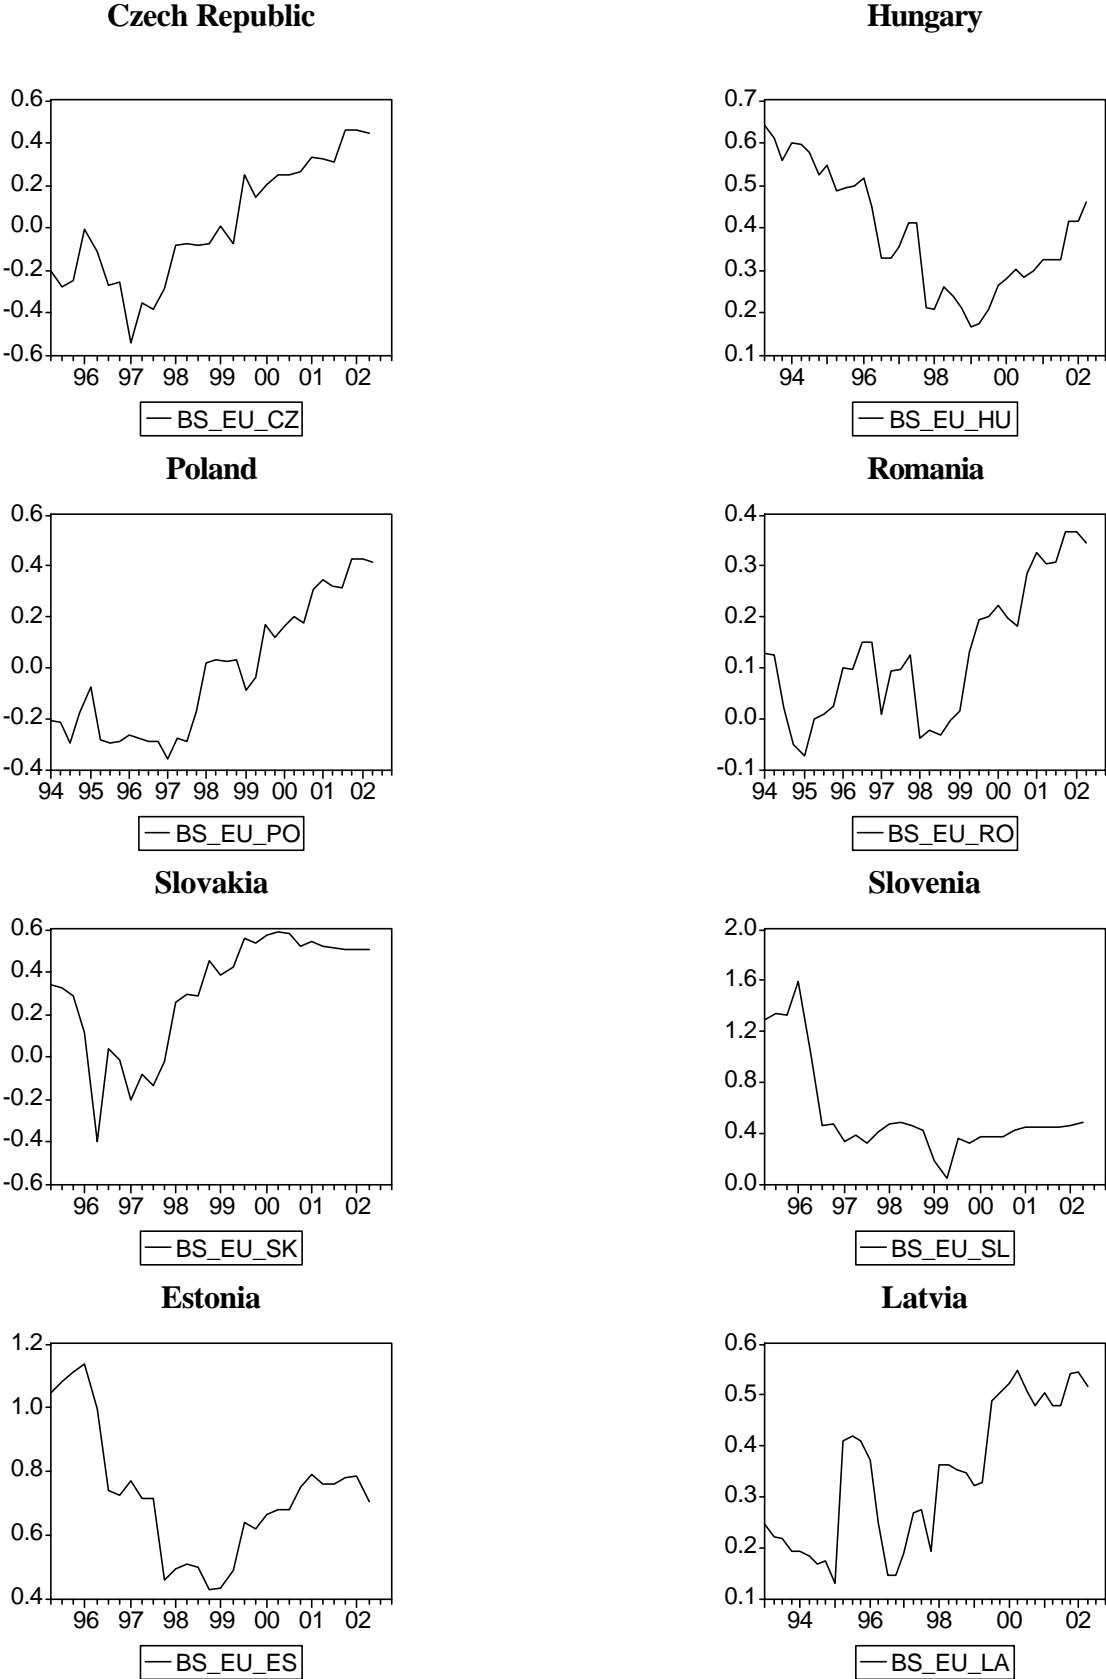 Czech Republic
Hungary
0.6
0.4
0.2
0.0
-0.2
-0.4
-0.6
96 97 98 99 00 01 02
BS_EU_CZ
0.7
0.6
0.5
0.4
0.3
0.2
0.1
94 96 98 00 02
BS_EU_HU
Poland
Romania
0.6
0.4
0.2
0.0
-0.2
-0.4
94 95 96 97 98 99 00 01 02
BS_EU_PO
0.4
0.3
0.2
0.1
0.0
-0.1
94 95 96 97 98 99 00 01 02
BS_EU_RO
Slovakia
Slovenia
0.6
0.4
0.2
0.0
-0.2
-0.4
-0.6
96 97 98 99 00 01 02
BS_EU_SK
2.0
1.6
1.2
0.8
0.4
0.0
96 97 98 99 00 01 02
BS_EU_SL
Estonia
Latvia
1.2
1.0
0.8
0.6
0.4
96 97 98 99 00 01 02
BS_EU_ES
0.6
0.5
0.4
0.3
0.2
0.1
94 96 98 00 02
BS_EU_LA